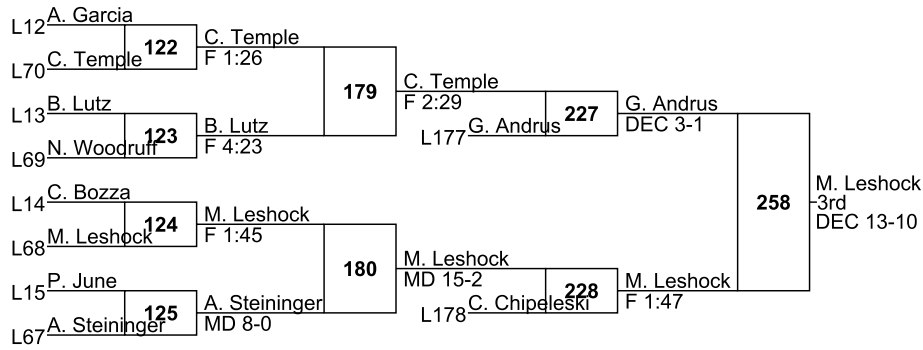 L12 A. Garcia
122
L70 C. Temple
C. Temple
F 1:26
179
L13 B. Lutz
123
L69 N. Woodruff
B. Lutz
F 4:23
C. Temple
F 2:29
227
L177 G. Andrus
G. Andrus
DEC 3-1
L14 C. Bozza
124
L68 M. Leshock
M. Leshock
F 1:45
180
L15 P. June
125
L67 A. Steininger
A. Steininger
MD 8-0
M. Leshock
MD 15-2
228
L178 C. Chipeleski
M. Leshock
F 1:47
258
M. Leshock
3rd
DEC 13-10